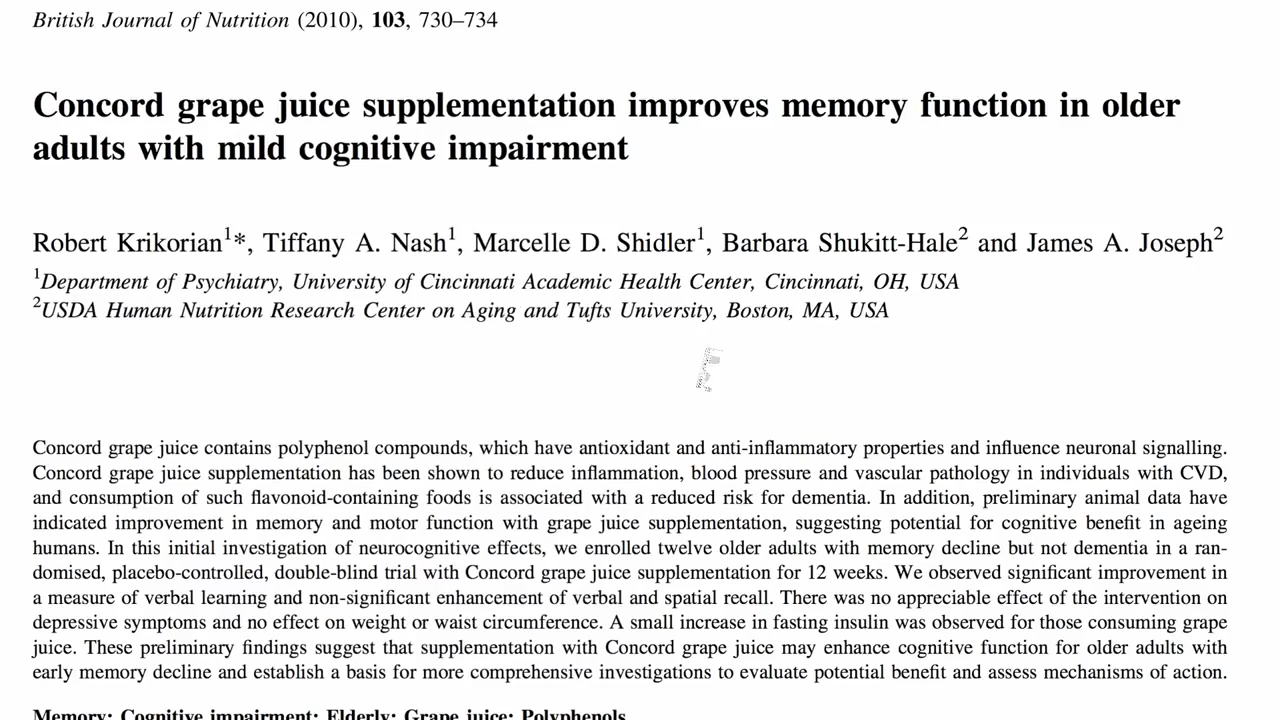 British Journal of Nutrition (2010), 103, 730–734
Concord grape juice supplementation improves memory function in older
adults with mild cognitive impairment
Robert Krikorian1*, Tiffany A. Nash1, Marcelle D. Shidler1, Barbara Shukitt-Hale2 and James A. Joseph2
1Department of Psychiatry, University of Cincinnati Academic Health Center, Cincinnati, OH, USA
2USDA Human Nutrition Research Center on Aging and Tufts University, Boston, MA, USA
Concord grape juice contains polyphenol compounds, which have antioxidant and anti-inflammatory properties and influence neuronal signalling.
Concord grape juice supplementation has been shown to reduce inflammation, blood pressure and vascular pathology in individuals with CVD,
and consumption of such flavonoid-containing foods is associated with a reduced risk for dementia. In addition, preliminary animal data have
indicated improvement in memory and motor function with grape juice supplementation, suggesting potential for cognitive benefit in ageing
humans. In this initial investigation of neurocognitive effects, we enrolled twelve older adults with memory decline but not dementia in a ran-
domised, placebo-controlled, double-blind trial with Concord grape juice supplementation for 12 weeks. We observed significant improvement in
a measure of verbal learning and non-significant enhancement of verbal and spatial recall. There was no appreciable effect of the intervention on
depressive symptoms and no effect on weight or waist circumference. A small increase in fasting insulin was observed for those consuming grape
juice. These preliminary findings suggest that supplementation with Concord grape juice may enhance cognitive function for older adults with
early memory decline and establish a basis for more comprehensive investigations to evaluate potential benefit and assess mechanisms of action.
Memory: Cognitive impairment: Elderly: Grape juice: Polyphenols